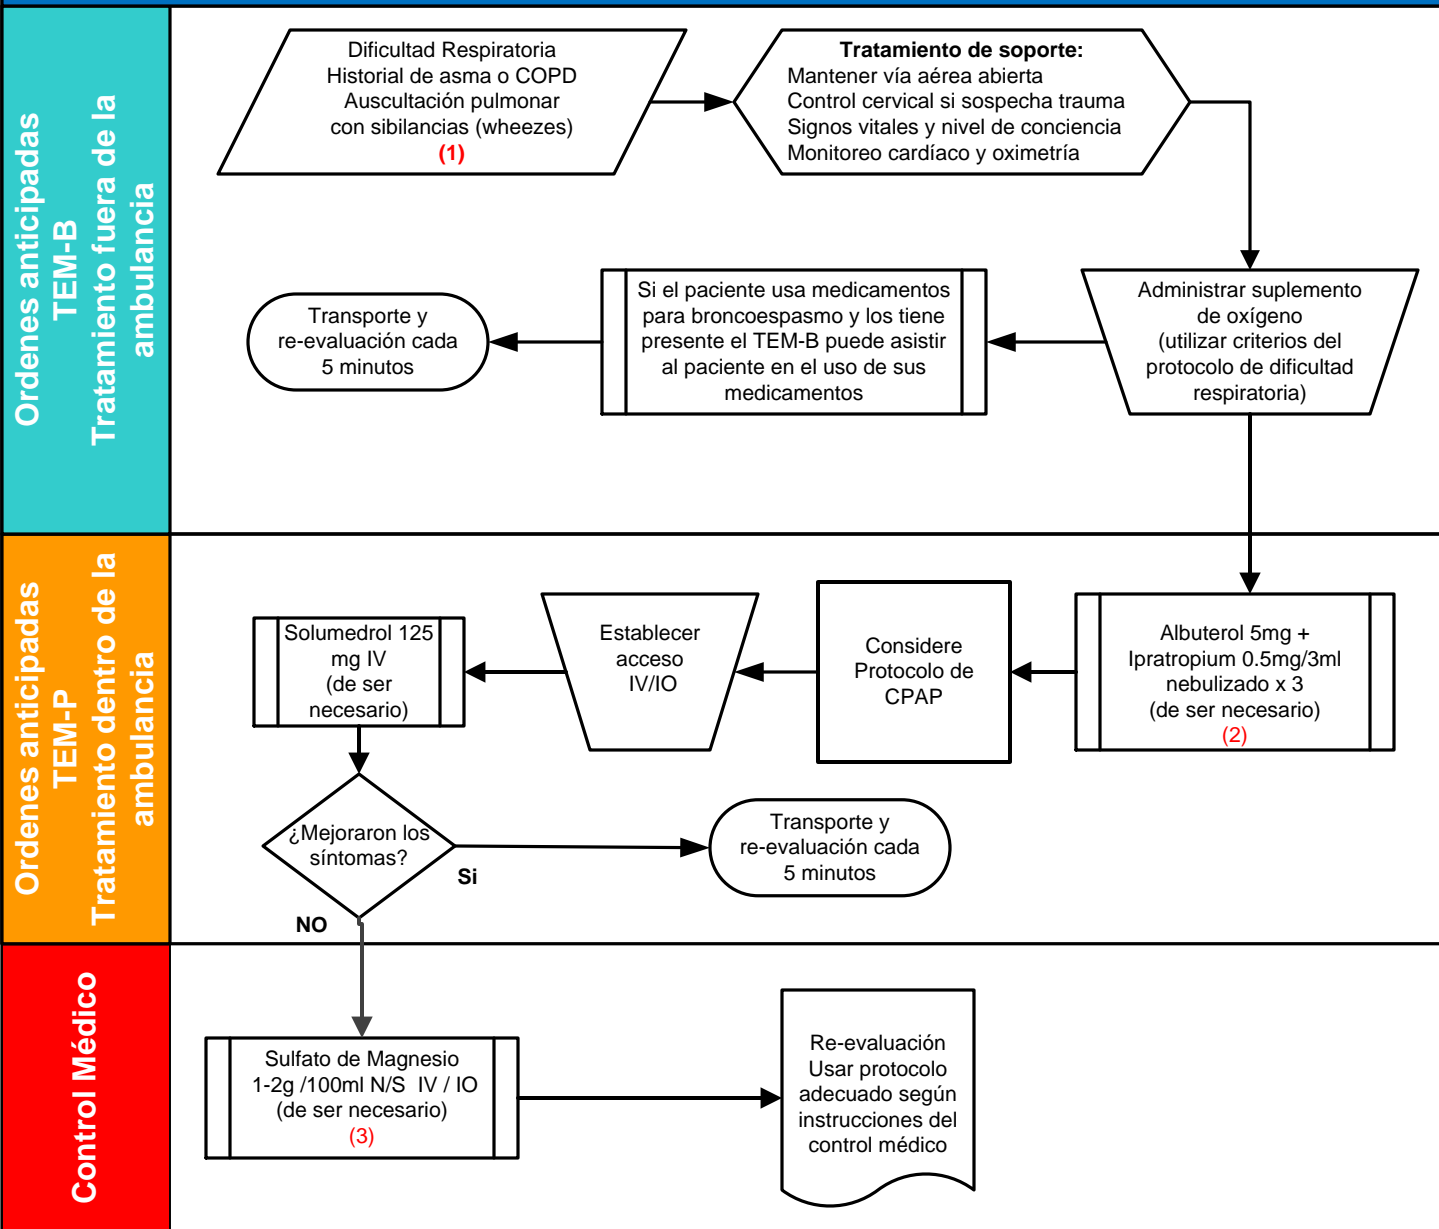 Ordenes anticipadas
TEM-B
Tratamiento fuera de la
ambulancia
Dificultad Respiratoria
Historial de asma o COPD
Auscultación pulmonar
con sibilancias (wheezes)
(1)
Tratamiento de soporte:
Mantener vía aérea abierta
Control cervical si sospecha trauma
Signos vitales y nivel de conciencia
Monitoreo cardíaco y oximetría
Administrar suplemento
de oxígeno
(utilizar criterios del
protocolo de dificultad
respiratoria)
Si el paciente usa medicamentos
para broncoespasmo y los tiene
presente el TEM-B puede asistir
al paciente en el uso de sus
medicamentos
Transporte y
re-evaluación cada
5 minutos
Ordenes anticipadas
TEM-P
Tratamiento dentro de la
ambulancia
Albuterol 5mg +
Ipratropium 0.5mg/3ml
nebulizado x 3
(de ser necesario)
(2)
Considere
Protocolo de
CPAP
Establecer
acceso
IV/IO
Solumedrol 125
mg IV
(de ser
necesario)
¿Mejoraron los
síntomas?
Si
Transporte y
re-evaluación cada
5 minutos
NO
Control Médico
Sulfato de Magnesio
1-2g /100ml N/S IV / IO
(de ser necesario)
(3)
Re-evaluación
Usar protocolo
adecuado según
instrucciones del
control médico